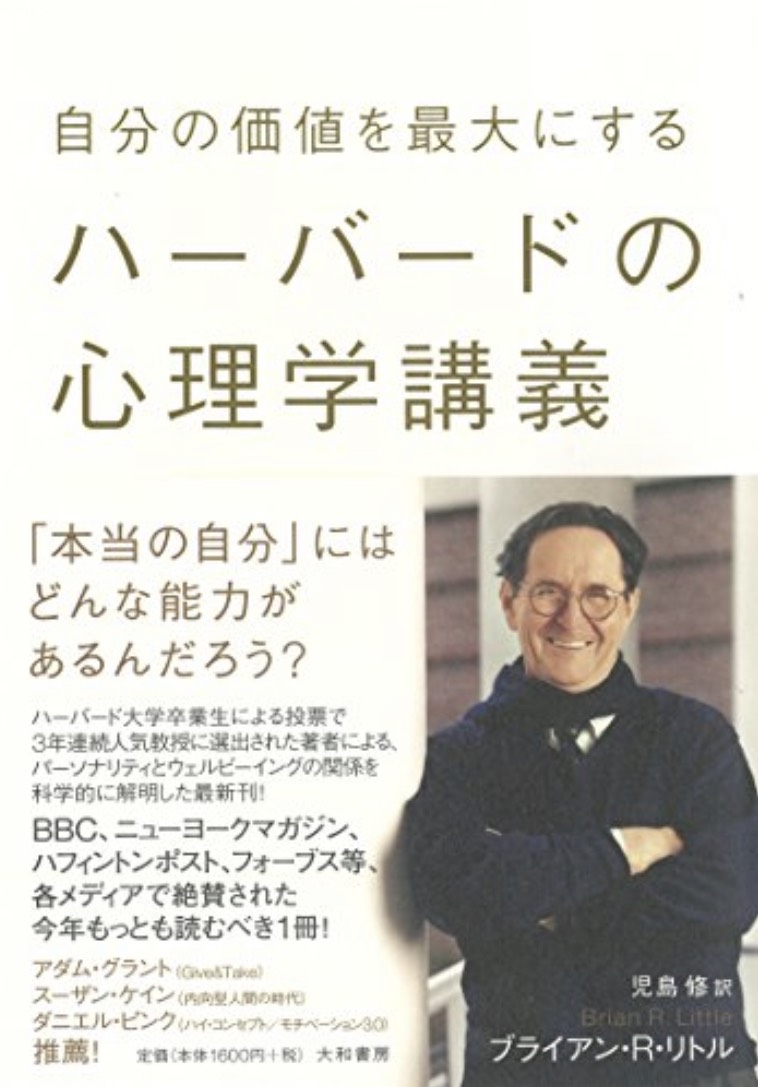 自分の価値を最大にする
ハーバードの
心理学講義
「本当の自分」には
どんな能力が
あるんだろう?
ハーバード大学卒業生による投票で
3年連続人気教授に選出された著者による、
パーソナリティとウェルビーイングの関係を
科学的に解明した最新刊!
BBC、ニューヨークマガジン、
ハフィントンポスト、フォーブス等、
各メディアで絶賛された
今年もっとも読むべき1冊!
アダム・グラント(Give&Take)
スーザン・ケイン(内向型人間の時代)
ダニエル・ピンク(ハイ・コンセプト/モチベーション3.0)
推薦! 定価(本体1600円+税) 大和書房
児島 修 訳
Brian R. Little
ブライアン・R・リトル